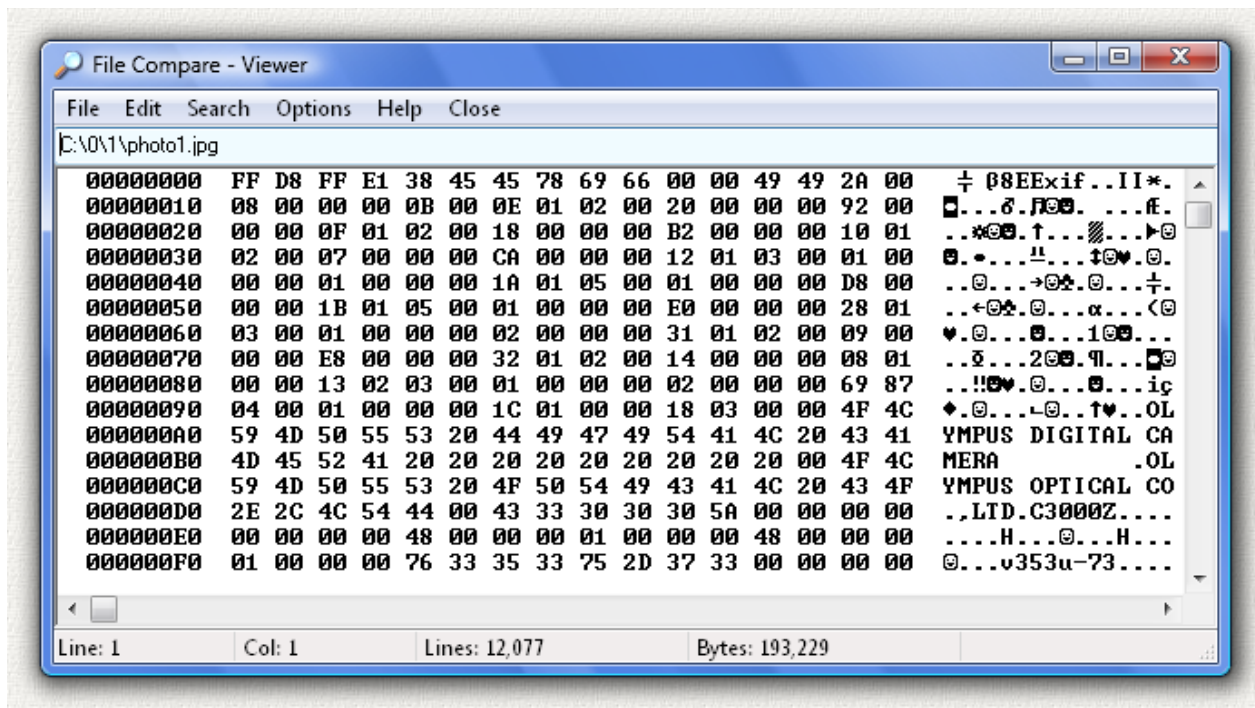 File Compare - Viewer
File Edit Search Options Help Close
C:\0\1\photo1.jpg
00000000 FF D8 FF E1 38 45 45 78 69 66 00 00 49 49 2A 00 ╪ ß8EExif..II*.
00000010 08 00 00 00 0B 00 0E 01 02 00 20 00 00 00 92 00 ◘...♂.♫☺☻. ...Æ.
00000020 00 00 0F 01 02 00 18 00 00 00 B2 00 00 00 10 01 ..☼☺☻.↑...▓...►☺
00000030 02 00 07 00 00 00 CA 00 00 00 12 01 03 00 01 00 ☻.•...╩...↕☺♥.☺.
00000040 00 00 01 00 00 00 1A 01 05 00 01 00 00 00 D8 00 ..☺...→☺♣.☺...╪.
00000050 00 00 1B 01 05 00 01 00 00 00 E0 00 00 00 28 01 ..←☺♣.☺...α...(☺
00000060 03 00 01 00 00 00 02 00 00 00 31 01 02 00 09 00 ♥.☺...☻...1☺☻...
00000070 00 00 E8 00 00 00 32 01 02 00 14 00 00 00 08 01 ..Φ...2☺☻.¶...◘☺
00000080 00 00 13 02 03 00 01 00 00 00 02 00 00 00 69 87 ..‼☻♥.☺...☻...iç
00000090 04 00 01 00 00 00 1C 01 00 00 18 03 00 00 4F 4C ♦.☺...∟☺..↑♥..OL
000000A0 59 4D 50 55 53 20 44 49 47 49 54 41 4C 20 43 41 YMPUS DIGITAL CA
000000B0 4D 45 52 41 20 20 20 20 20 20 20 20 20 00 4F 4C MERA         .OL
000000C0 59 4D 50 55 53 20 4F 50 54 49 43 41 4C 20 43 4F YMPUS OPTICAL CO
000000D0 2E 2C 4C 54 44 00 43 33 30 30 30 5A 00 00 00 00 .,LTD.C3000Z....
000000E0 00 00 00 00 48 00 00 00 01 00 00 00 48 00 00 00 ....H...☺...H...
000000F0 01 00 00 00 76 33 35 33 75 2D 37 33 00 00 00 00 ☺...v353u-73....
Line: 1 Col: 1 Lines: 12,077 Bytes: 193,229